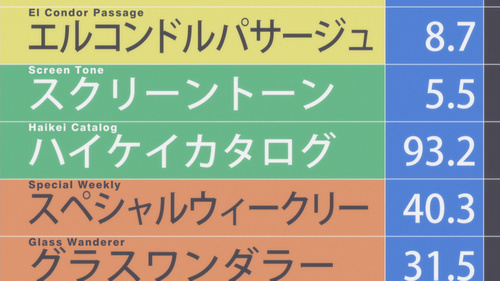 El Condor Passage
エルコンドルパサージュ 8.7
Screen Tone
スクリーントーン 5.5
Haikei Catalog
ハイケイカタログ 93.2
Special Weekly
スペシャルウィークリー 40.3
Glass Wanderer
グラスワンダラー 31.5